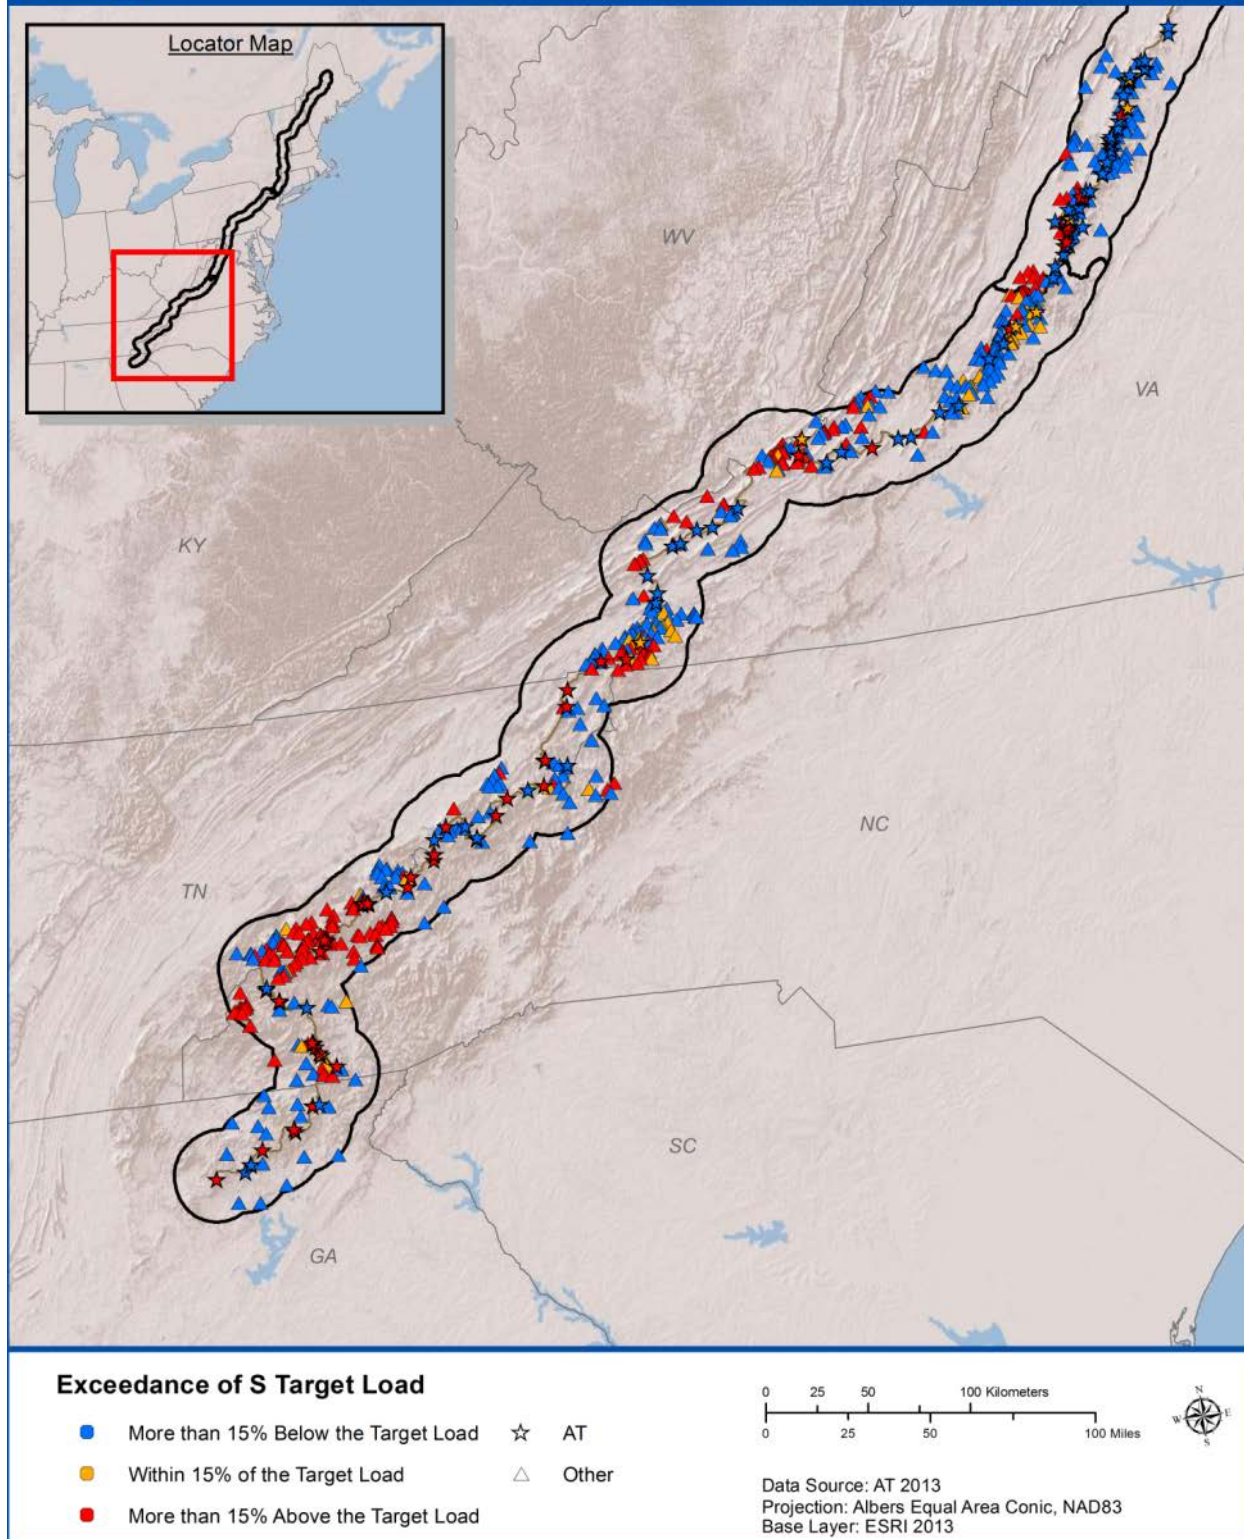 Locator Map
WV
VA
KY
NC
TN
SC
GA
Exceedance of S Target Load
More than 15% Below the Target Load
AT
Within 15% of the Target Load
Other
More than 15% Above the Target Load
0 25 50 100 Kilometers
0 25 50 100 Miles
N
W E
S
Data Source: AT 2013
Projection: Albers Equal Area Conic, NAD83
Base Layer: ESRI 2013